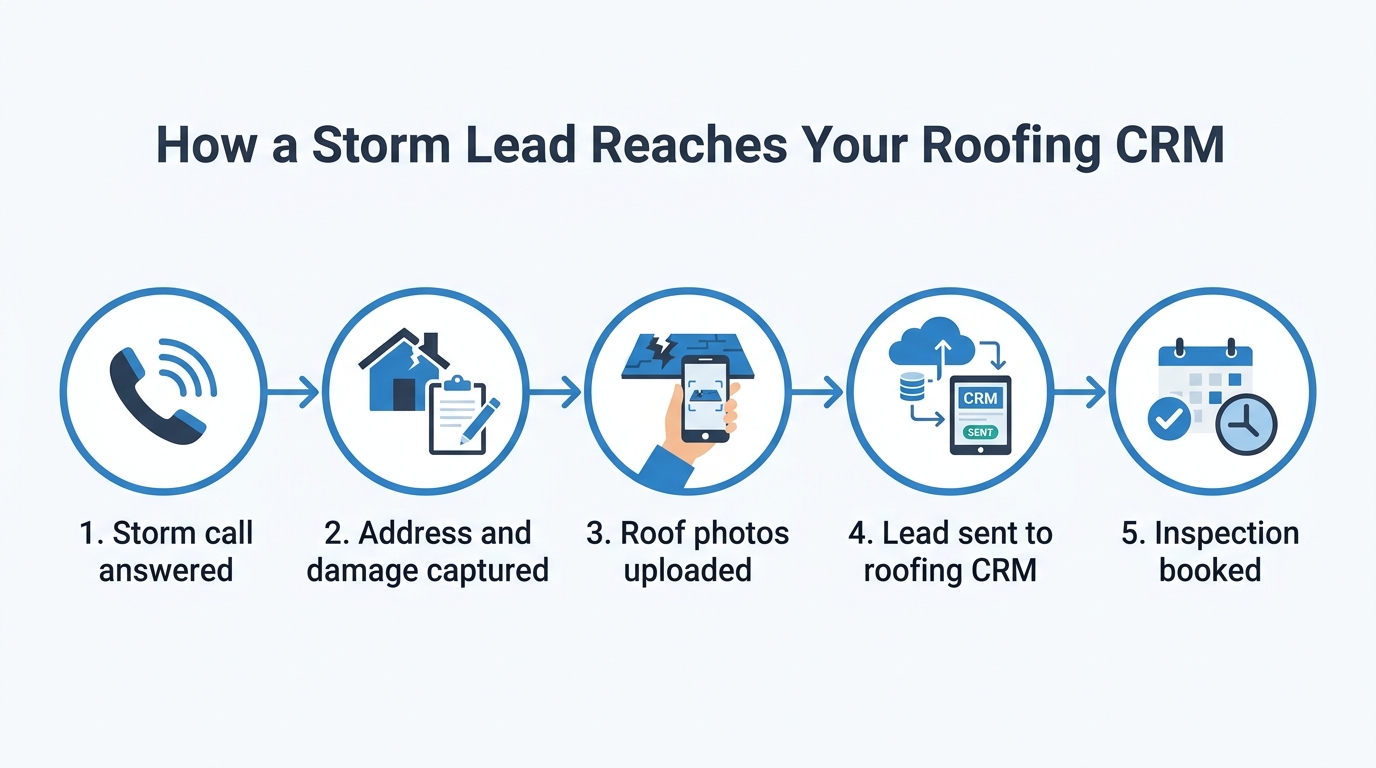 How a Storm Lead Reaches Your Roofing CRM
CRM
SENT
1. Storm call
answered
2. Address and
damage captured
3. Roof photos
uploaded
4. Lead sent to
roofing CRM
5. Inspection
booked